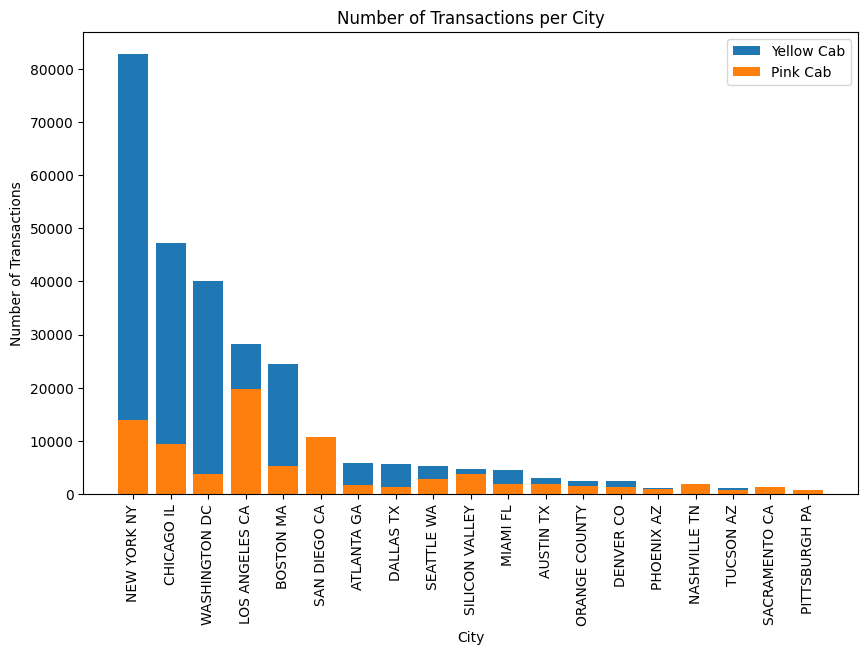 Number of Transactions per City
Yellow Cab
Pink Cab
Number of Transactions
80000
70000
60000
50000
40000
30000
20000
10000
0
NEW YORK NY
CHICAGO IL
WASHINGTON DC
LOS ANGELES CA
BOSTON MA
SAN DIEGO CA
ATLANTA GA
DALLAS TX
SEATTLE WA
SILICON VALLEY
MIAMI FL
AUSTIN TX
ORANGE COUNTY
DENVER CO
PHOENIX AZ
NASHVILLE TN
TUCSON AZ
SACRAMENTO CA
PITTSBURGH PA
City